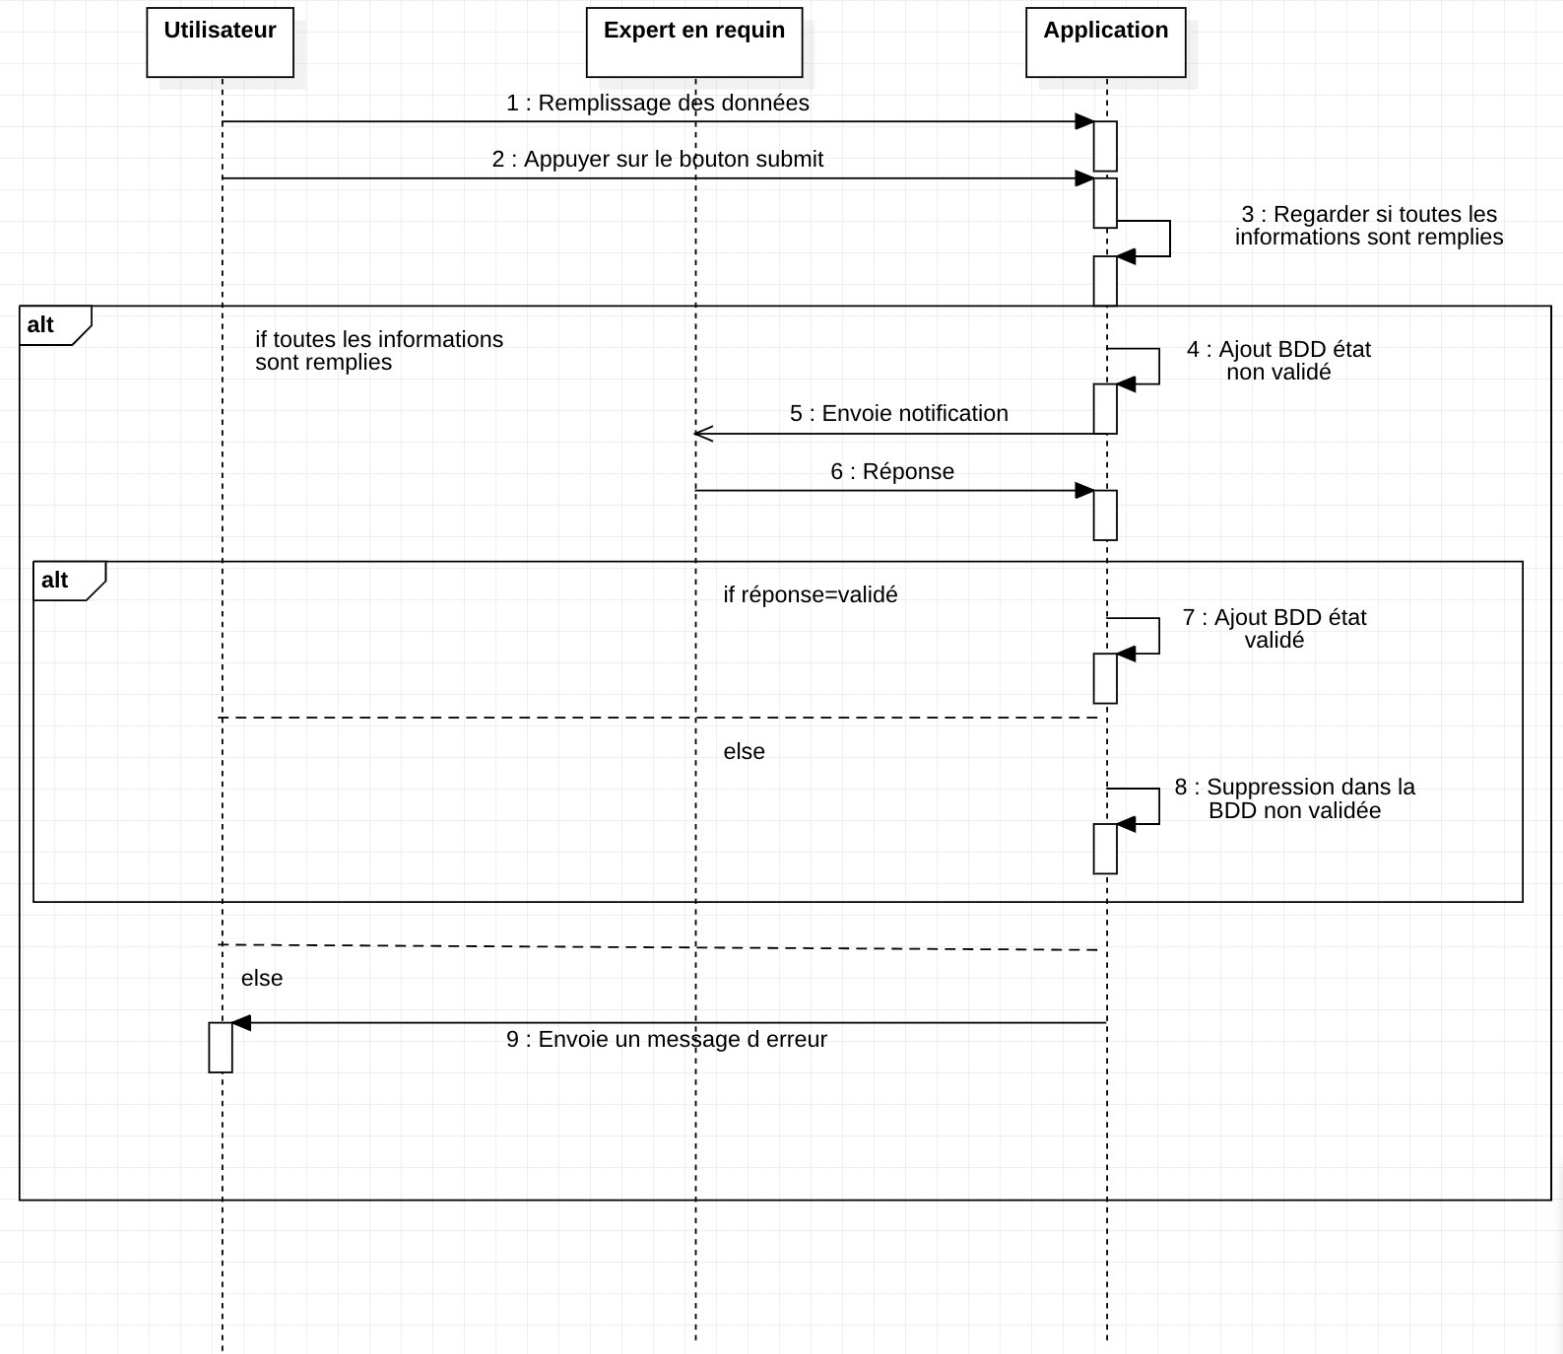 Utilisateur
Expert en requin
Application
1 : Remplissage des données
2 : Appuyer sur le bouton submit
3 : Regarder si toutes les
informations sont remplies
alt
if toutes les informations
sont remplies
4 : Ajout BDD état
non validé
5 : Envoie notification
6 : Réponse
alt
if réponse=validé
7 : Ajout BDD état
validé
else
8 : Suppression dans la
BDD non validée
else
9 : Envoie un message d erreur